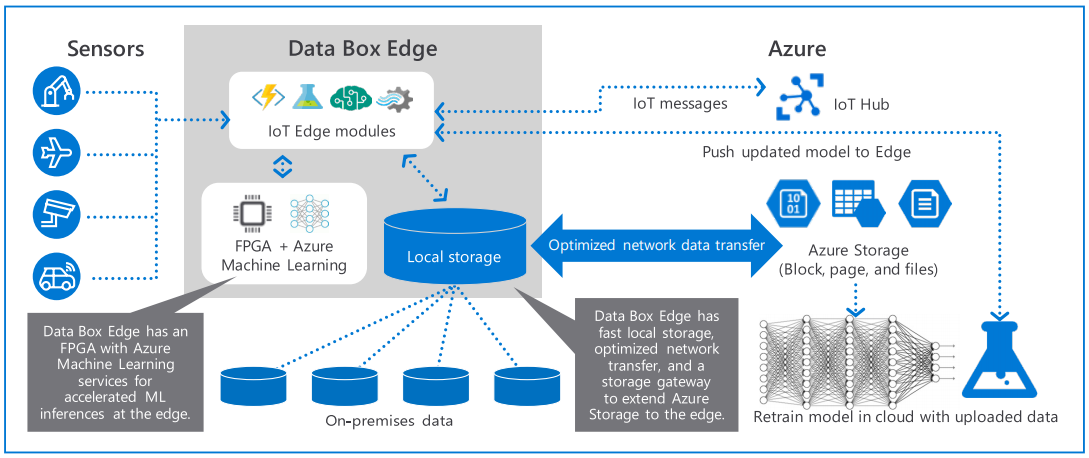 Sensors
Data Box Edge
Azure
IoT Edge modules
IoT messages
IoT Hub
Push updated model to Edge
FPGA + Azure
Machine Learning
Local storage
Optimized network data transfer
10
01
Azure Storage
(Block, page, and files)
Data Box Edge has an
FPGA with Azure
Machine Learning
services for
accelerated ML
inferences at the edge.
On-premises data
Data Box Edge has
fast local storage,
optimized network
transfer, and a
storage gateway
to extend Azure
Storage to the edge.
Retrain model in cloud with uploaded data